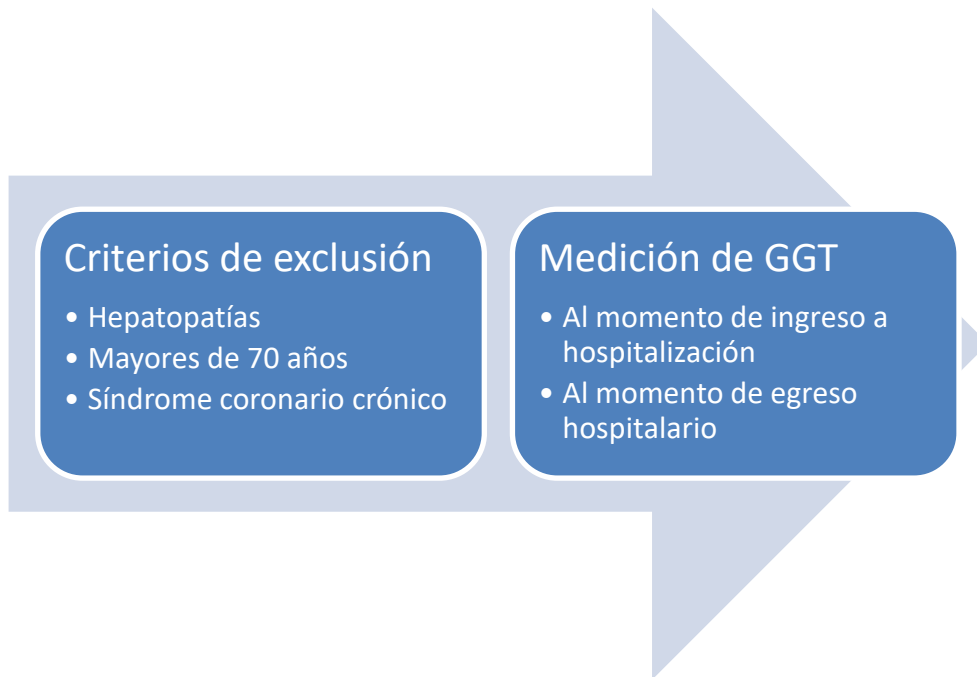 Criterios de exclusión
• Hepatopatías
• Mayores de 70 años
• Síndrome coronario crónico
Medición de GGT
• Al momento de ingreso a
hospitalización
• Al momento de egreso
hospitalario